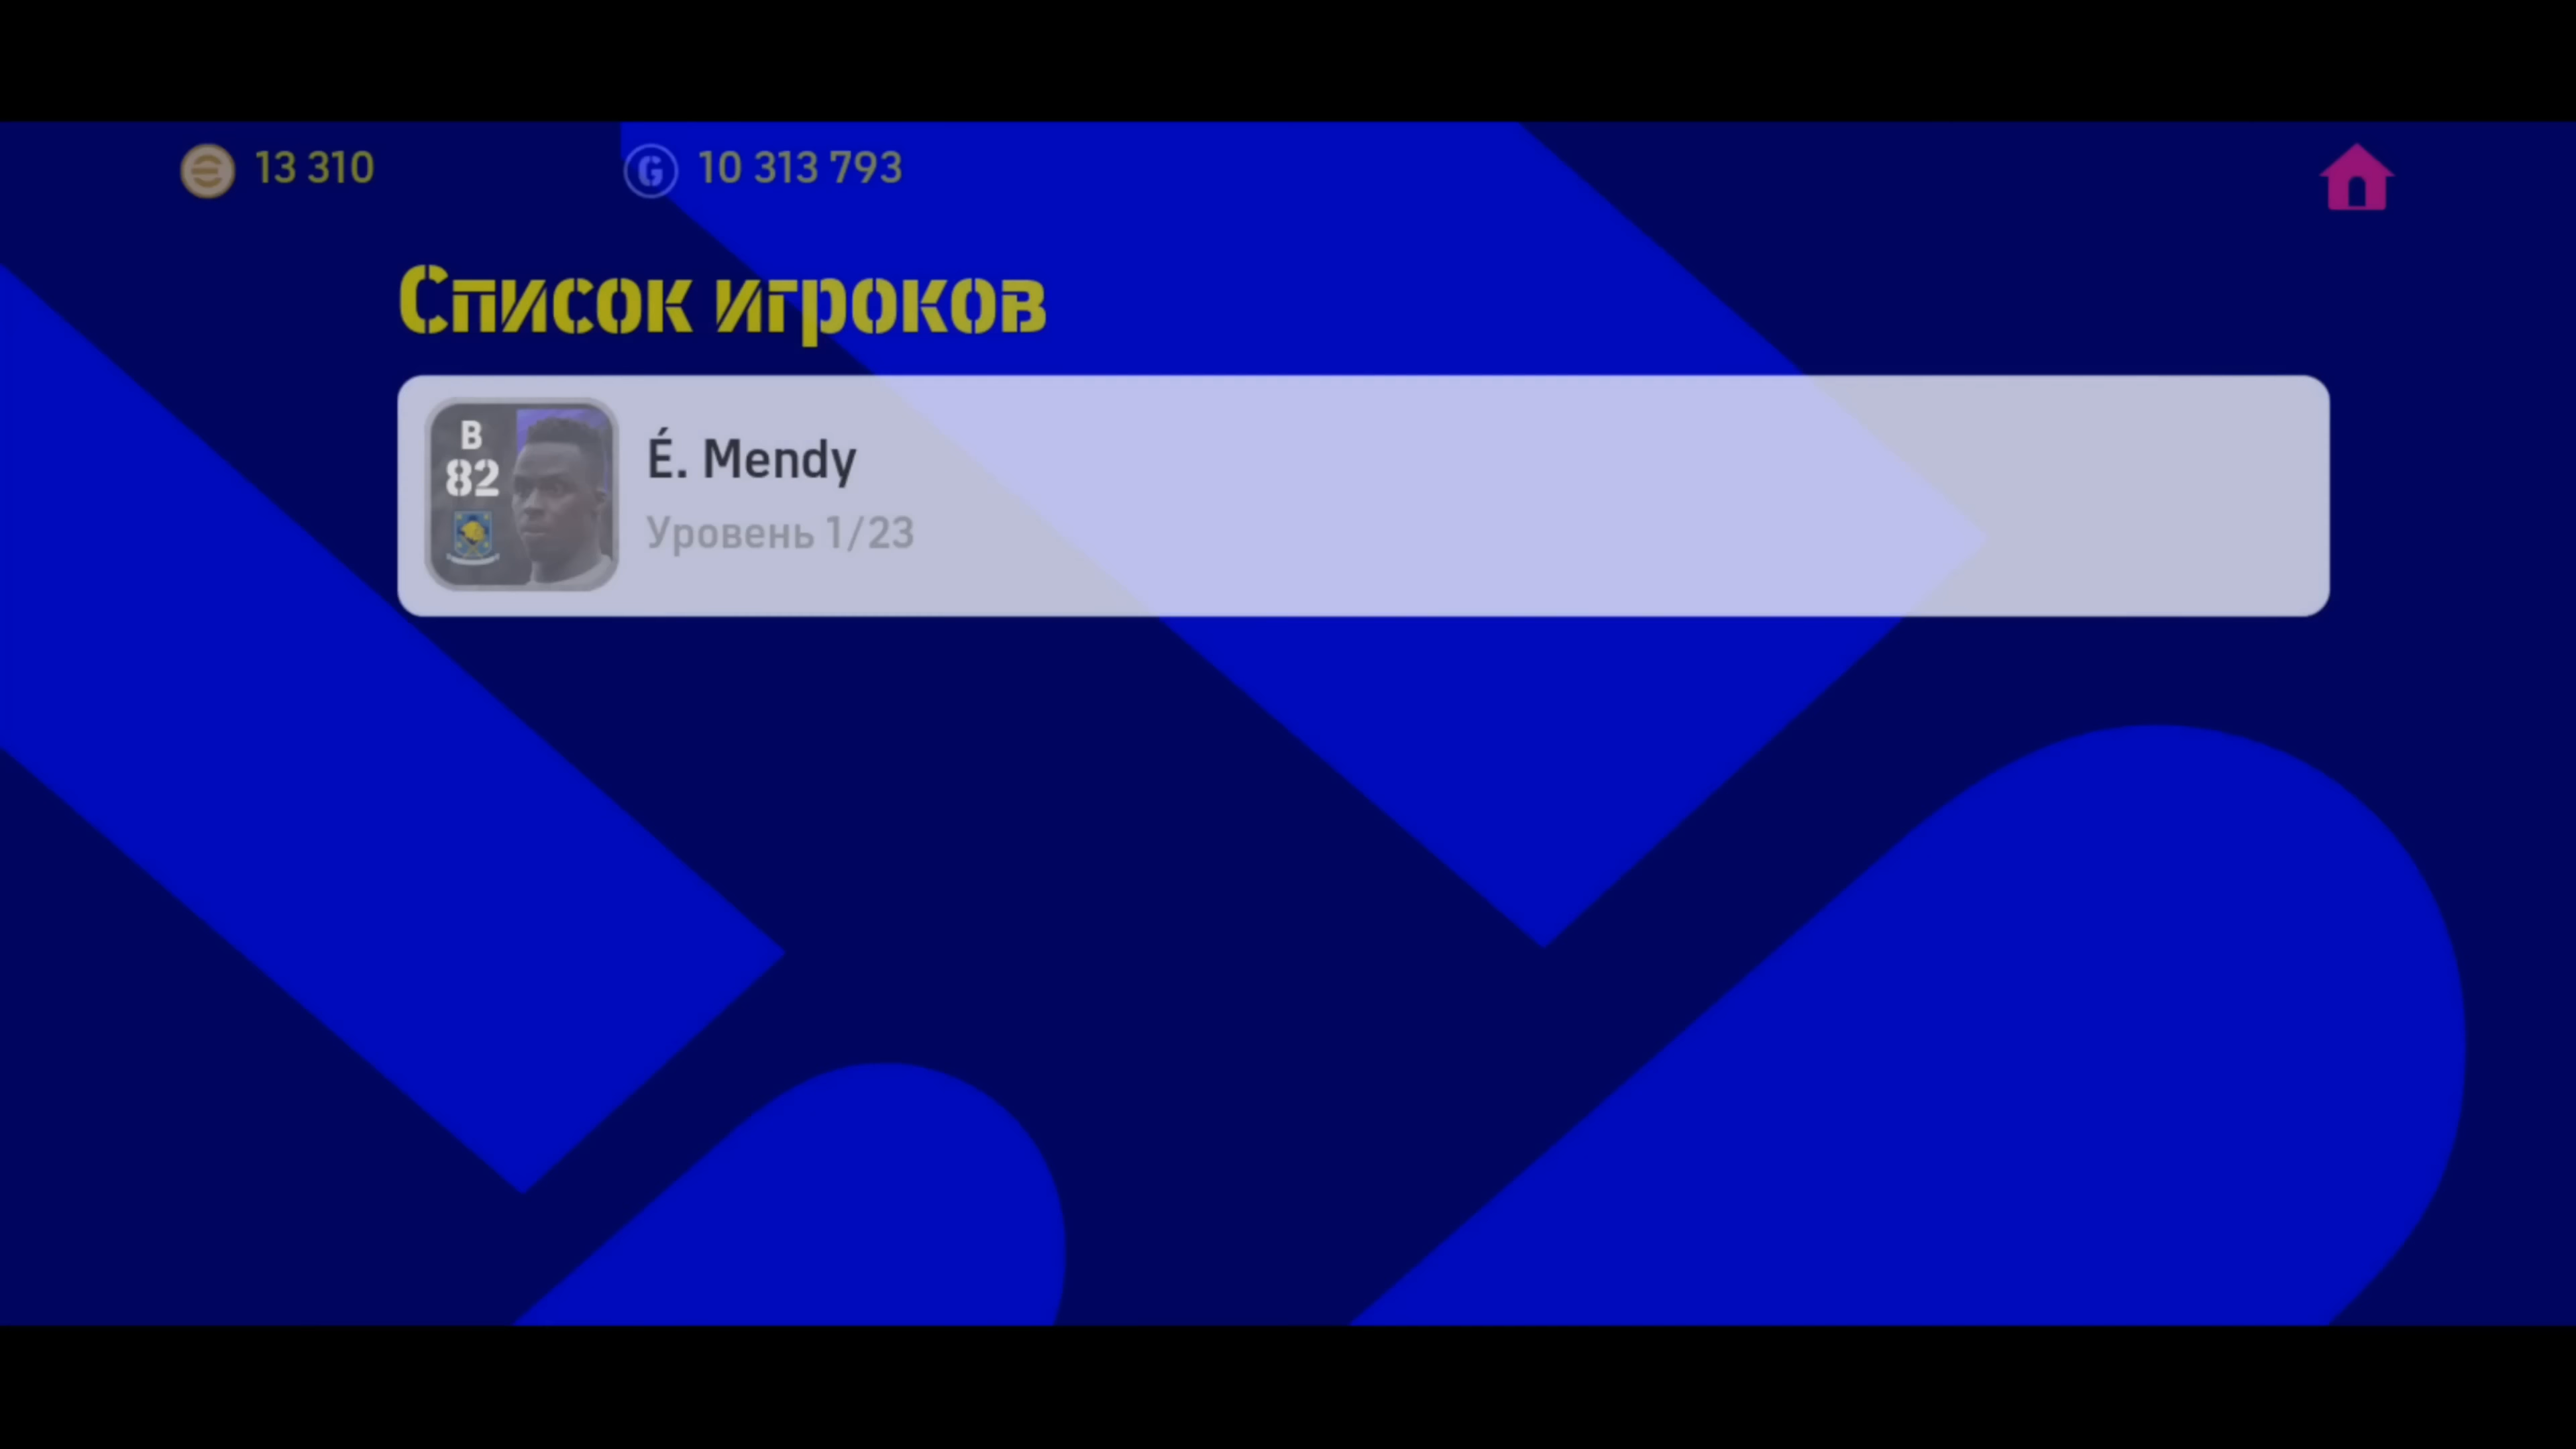 13 310
10 313 793
Список игроков
В
82
É. Mendy
Уровень 1/23